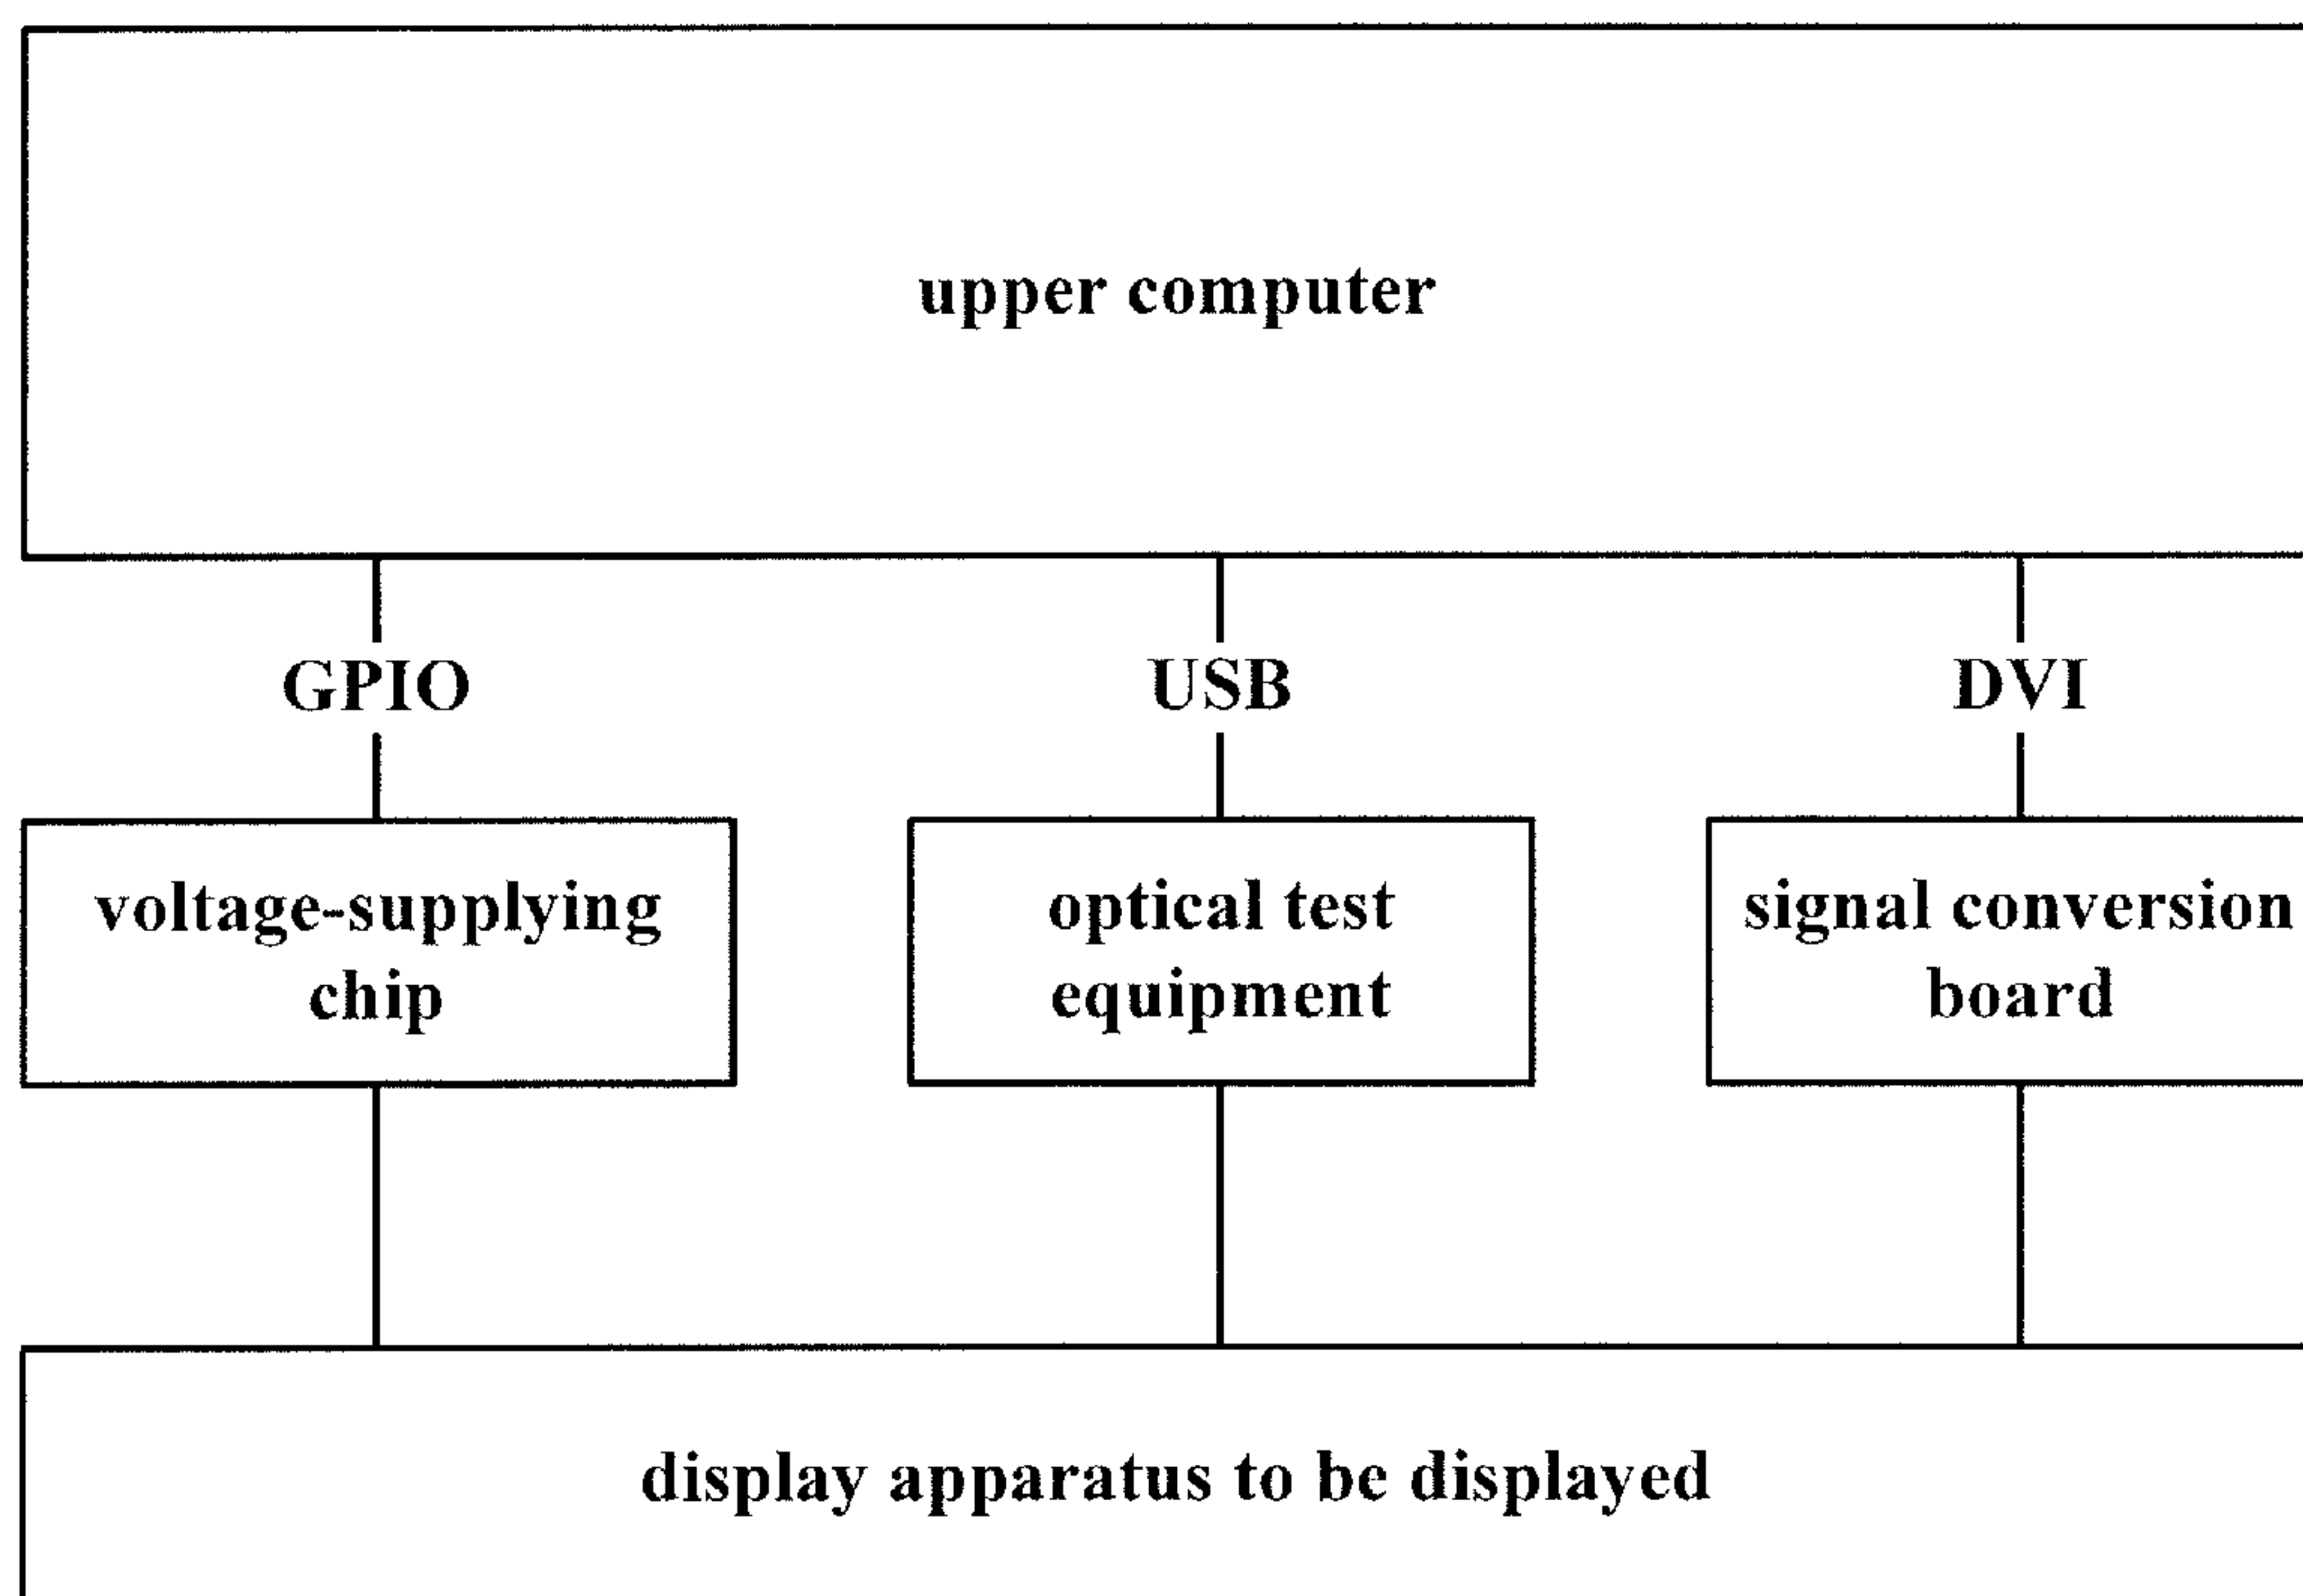 upper computer
GPIO
USB
DVI
voltage-supplying
chip
optical test
equipment
signal conversion
board
display apparatus to be displayed